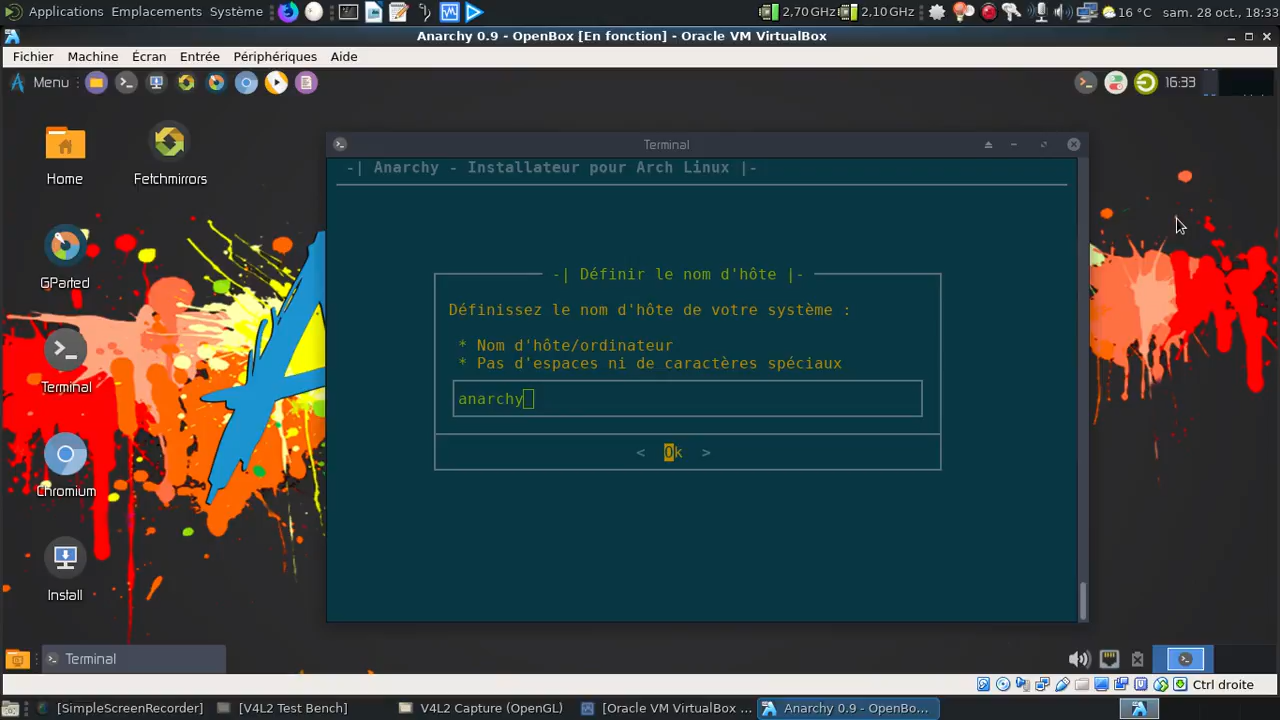 Applications Emplacements Système
2,70 GHz 2,10 GHz
16 °C sam. 28 oct., 18:33
Anarchy 0.9 - OpenBox [En fonction] - Oracle VM VirtualBox
Fichier Machine Écran Entrée Périphériques Aide
Menu
16:33
Home
Fetchmirrors
GParted
Terminal
Chromium
Install
Terminal
-| Anarchy - Installateur pour Arch Linux |-
-| Définir le nom d'hôte |-
Définissez le nom d'hôte de votre système :
* Nom d'hôte/ordinateur
* Pas d'espaces ni de caractères spéciaux
anarchy
< Ok >
Terminal
Ctrl droite
[SimpleScreenRecorder] [V4L2 Test Bench] V4L2 Capture (OpenGL) [Oracle VM VirtualBox ... Anarchy 0.9 - OpenBo...